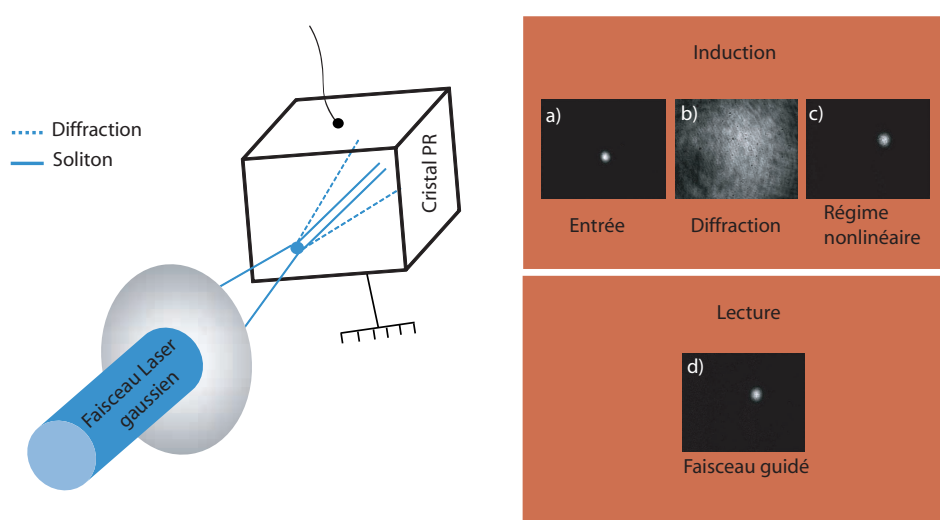 Diffraction
Soliton
Cristal PR
Faisceau Laser
gaussien
Induction
a)
b)
c)
Entrée
Diffraction
Régime
nonlinéaire
Lecture
d)
Faisceau guidé